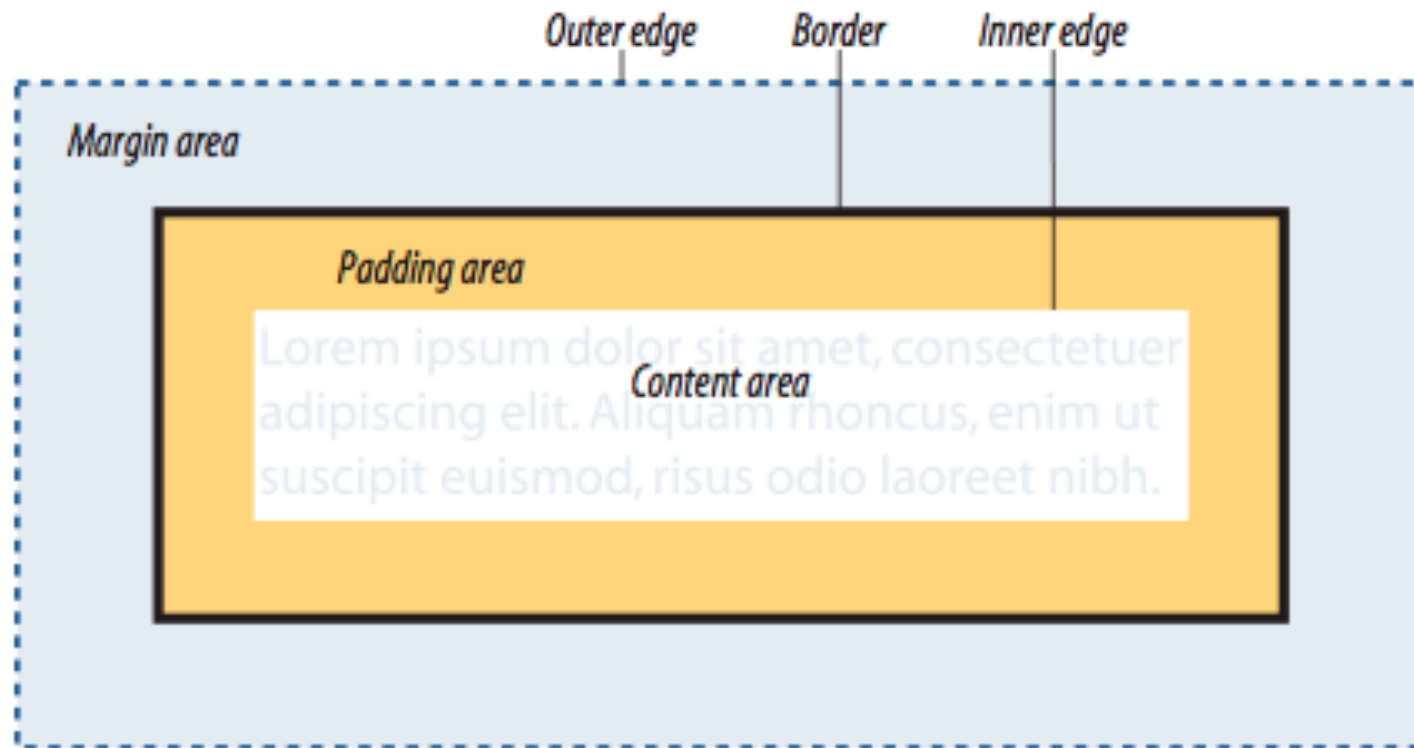 Outer edge Border Inner edge
Margin area
Padding area
Lorem ipsum dolor sit amet, consectetuer
Content area
adipiscing elit. Aliquam rhoncus, enim ut
suscipit euismod, risus odio laoreet nibh.